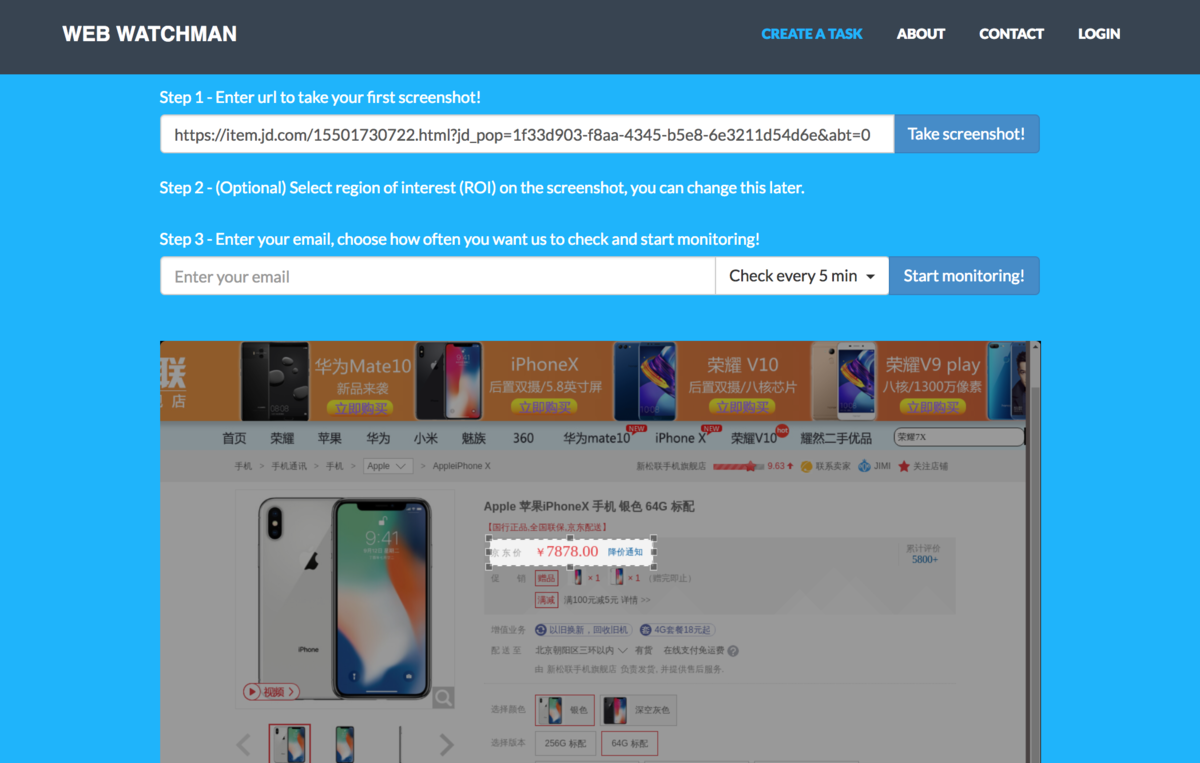 WEB WATCHMAN
CREATE A TASK ABOUT CONTACT LOGIN
Step 1 - Enter url to take your first screenshot!
https://item.jd.com/15501730722.html?jd_pop=1f33d903-f8aa-4345-b5e8-6e3211d54d6e&abt=0 Take screenshot!
Step 2 - (Optional) Select region of interest (ROI) on the screenshot, you can change this later.
Step 3 - Enter your email, choose how often you want us to check and start monitoring!
Enter your email Check every 5 min Start monitoring!
联 华为Mate10 iPhoneX 荣耀 V10 荣耀V9 play
店 新品来袭 后置双摄/5.8英寸屏 后置双摄/八核芯片 八核/1300万像素
立即购买 立即购买 立即购买 立即购买
首页 荣耀 苹果 华为 小米 魅族 360 华为mate10 NEW iPhone X NEW 荣耀V10 hot 耀然二手优品 荣耀7X
手机 > 手机通讯 > 手机 > Apple > AppleiPhone X 新松联手机旗舰店 9.63 联系卖家 JIMI 关注店铺
Apple 苹果iPhoneX 手机 银色 64G 标配
【国行正品,全国联保,京东配送】
京东价 ￥7878.00 降价通知 累计评价
5800+
促销 赠品 × 1 × 1 （赠完即止）
满减 满100元减5元 详情 >>
增值业务 以旧换新，回收旧机 4G套餐18元起
配送至 北京朝阳区三环以内 有货 在线支付免运费
由 新松联手机旗舰店 负责发货, 并提供售后服务.
9:41
iPhone
视频
选择颜色 银色 深空灰色
选择版本 256G 标配 64G 标配